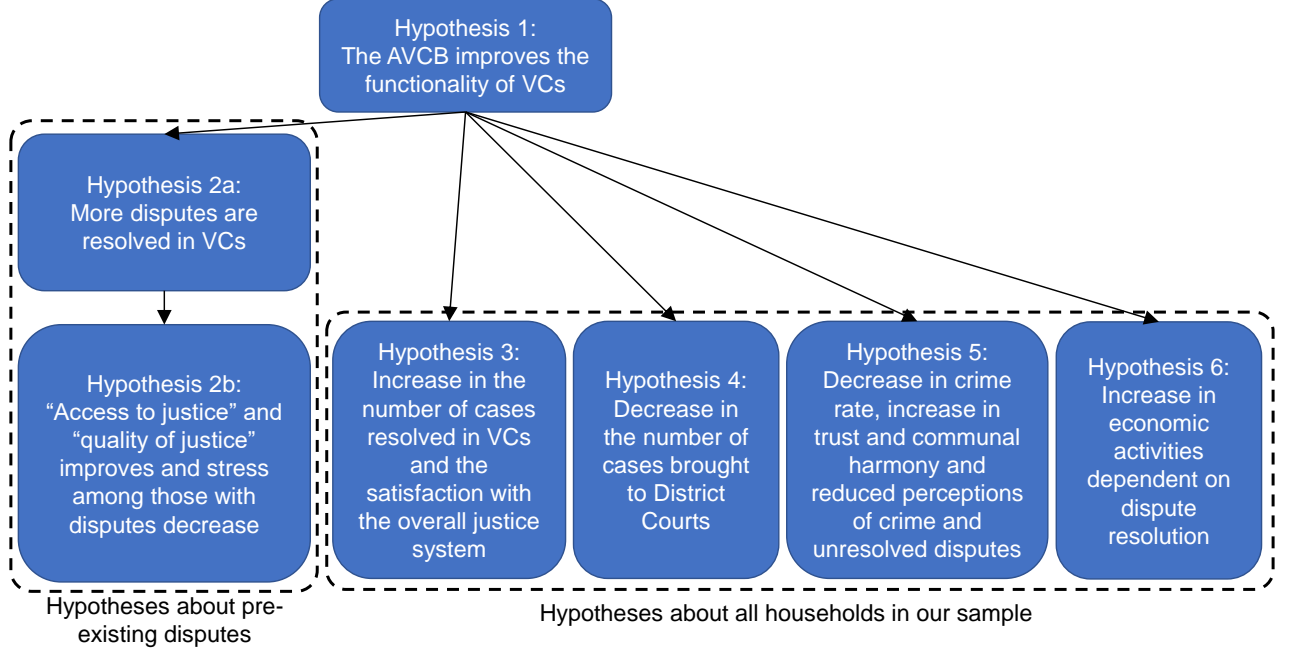 Hypothesis 1:
The AVCB improves the
functionality of VCs
Hypothesis 2a:
More disputes are
resolved in VCs
Hypothesis 2b:
“Access to justice” and
“quality of justice”
improves and stress
among those with
disputes decrease
Hypotheses about pre-
existing disputes
Hypothesis 3:
Increase in the
number of cases
resolved in VCs
and the
satisfaction with
the overall justice
system
Hypothesis 4:
Decrease in
the number of
cases brought
to District
Courts
Hypothesis 5:
Decrease in crime
rate, increase in
trust and communal
harmony and
reduced perceptions
of crime and
unresolved disputes
Hypothesis 6:
Increase in
economic
activities
dependent on
dispute
resolution
Hypotheses about all households in our sample